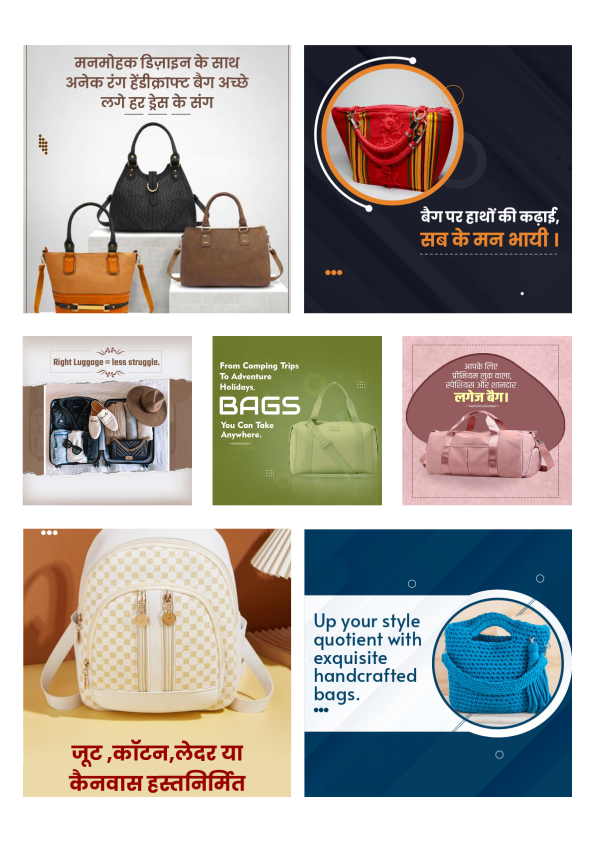 मनमोहक डिज़ाइन के साथ
अनेक रंग हेंडीक्राफ्ट बैग अच्छे
लगे हर ड्रेस के संग
बैग पर हाथों की कढ़ाई,
सब के मन भायी ।
Right Luggage = less struggle.
From Camping Trips
To Adventure
Holidays,
BAGS
You Can Take
Anywhere.
आपके लिए
प्रीमियम लुक वाला,
स्पेशियस और शानदार
लगेज बैग।
जूट ,कॉटन,लेदर या
कैनवास हस्तनिर्मित
Up your style
quotient with
exquisite
handcrafted
bags.